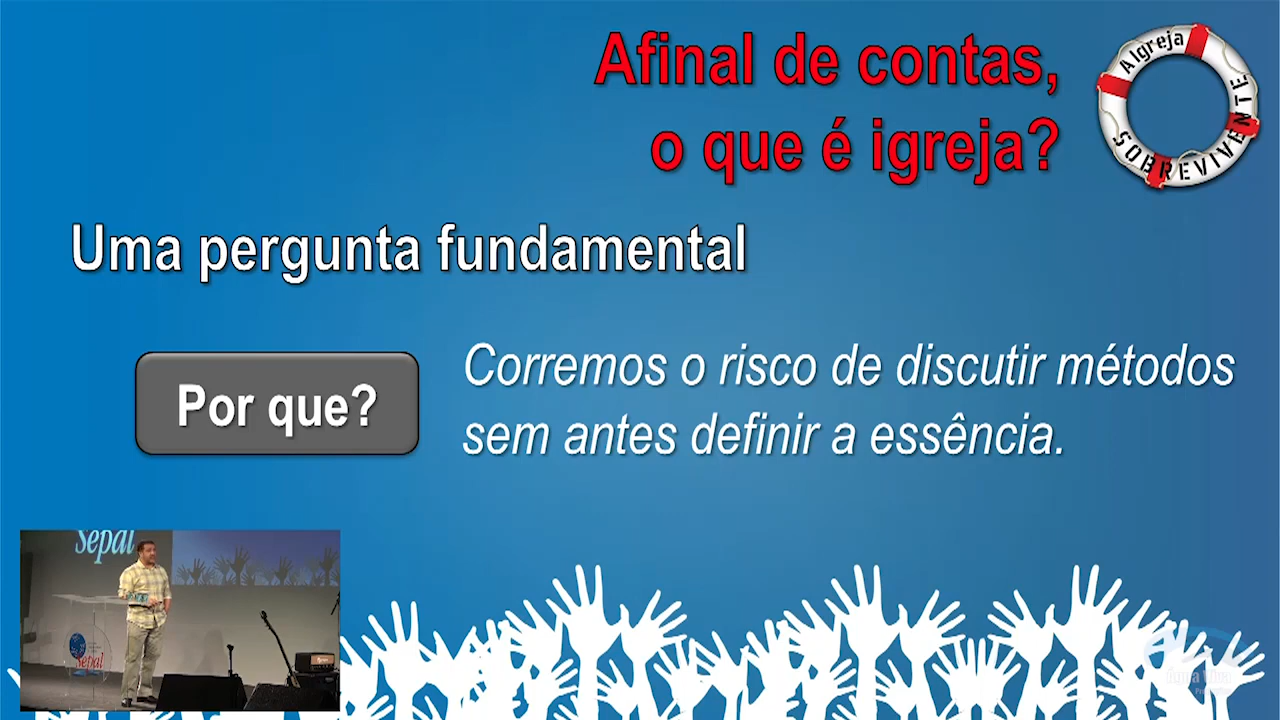 Afinal de contas,
o que é igreja?
A Igreja
SOBREVIVENTE
Uma pergunta fundamental
Por que?
Corremos o risco de discutir métodos
sem antes definir a essência.
Sepal
Sepal